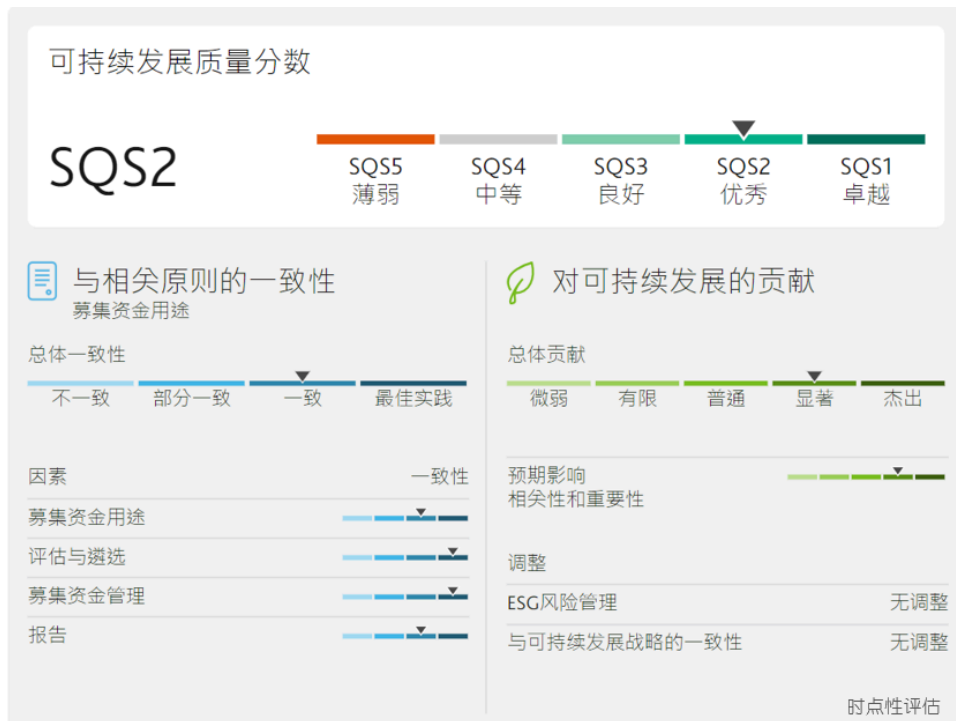 可持续发展质量分数
SQS2
SQS5 SQS4 SQS3 SQS2 SQS1
薄弱 中等 良好 优秀 卓越
与相关原则的一致性
募集资金用途
总体一致性
不一致 部分一致 一致 最佳实践
因素 一致性
募集资金用途
评估与遴选
募集资金管理
报告
对可持续发展的贡献
总体贡献
微弱 有限 普通 显著 杰出
预期影响
相关性和重要性
调整
ESG风险管理 无调整
与可持续发展战略的一致性 无调整
时点性评估